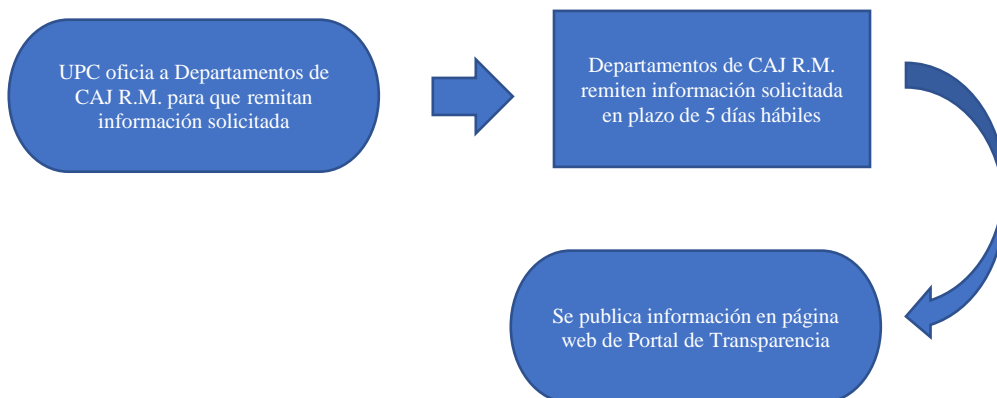 UPC oficia a Departamentos de
CAJ R.M. para que remitan
información solicitada
Departamentos de CAJ R.M.
remiten información solicitada
en plazo de 5 días hábiles
Se publica información en página
web de Portal de Transparencia